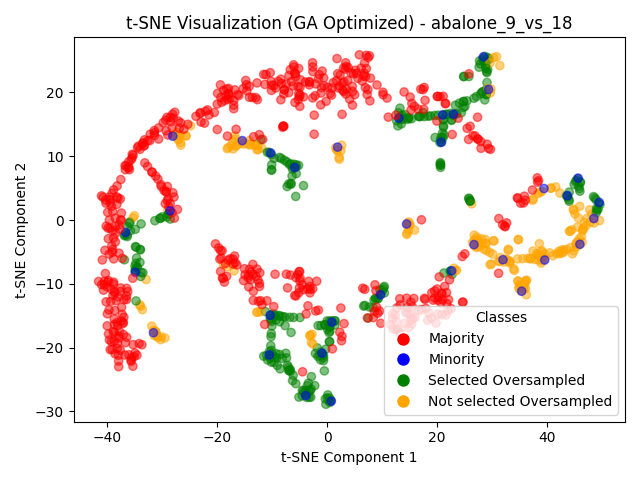 t-SNE Visualization (GA Optimized) - abalone_9_vs_18
t-SNE Component 2
20
10
0
−10
−20
−30
−40
−20
0
20
40
t-SNE Component 1
Classes
Majority
Minority
Selected Oversampled
Not selected Oversampled